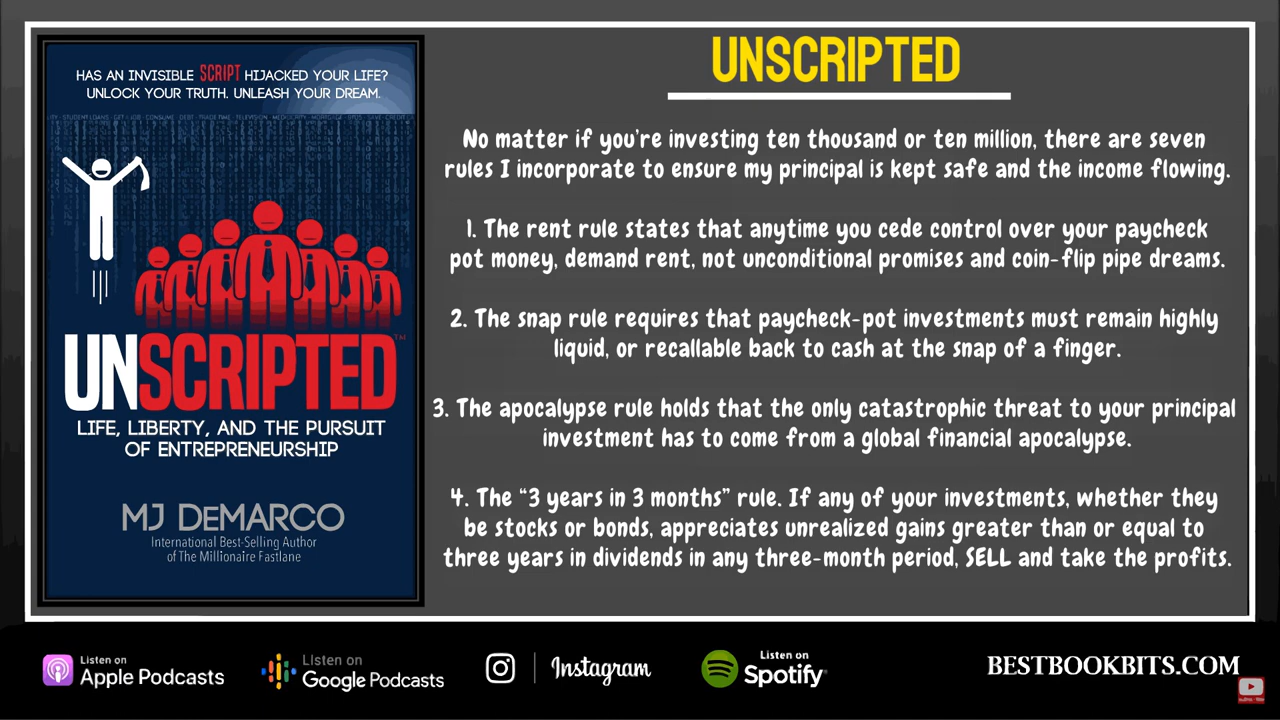 HAS AN INVISIBLE SCRIPT HIJACKED YOUR LIFE?
UNLOCK YOUR TRUTH. UNLEASH YOUR DREAM.
UNSCRIPTED™
LIFE, LIBERTY, AND THE PURSUIT
OF ENTREPRENEURSHIP
MJ DeMARCO
International Best-Selling Author
of The Millionaire Fastlane
UNSCRIPTED
No matter if you're investing ten thousand or ten million, there are seven
rules I incorporate to ensure my principal is kept safe and the income flowing.
1. The rent rule states that anytime you cede control over your paycheck
pot money, demand rent, not unconditional promises and coin-flip pipe dreams.
2. The snap rule requires that paycheck-pot investments must remain highly
liquid, or recallable back to cash at the snap of a finger.
3. The apocalypse rule holds that the only catastrophic threat to your principal
investment has to come from a global financial apocalypse.
4. The “3 years in 3 months” rule. If any of your investments, whether they
be stocks or bonds, appreciates unrealized gains greater than or equal to
three years in dividends in any three-month period, SELL and take the profits.
Listen on
Apple Podcasts
Listen on
Google Podcasts
Instagram
Listen on
Spotify
BESTBOOKBITS.COM